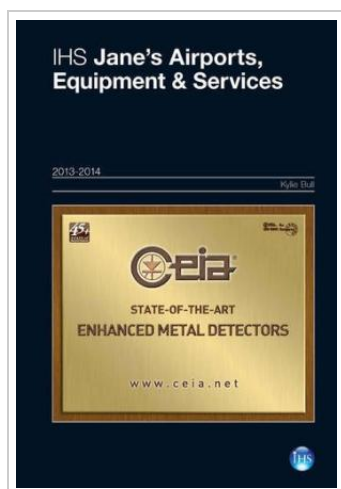 IHS Jane's Airports,
Equipment & Services
2013-2014
Kylie Bull
45
Ceia
STATE-OF-THE-ART
ENHANCED METAL DETECTORS
www.ceia.net
IHS